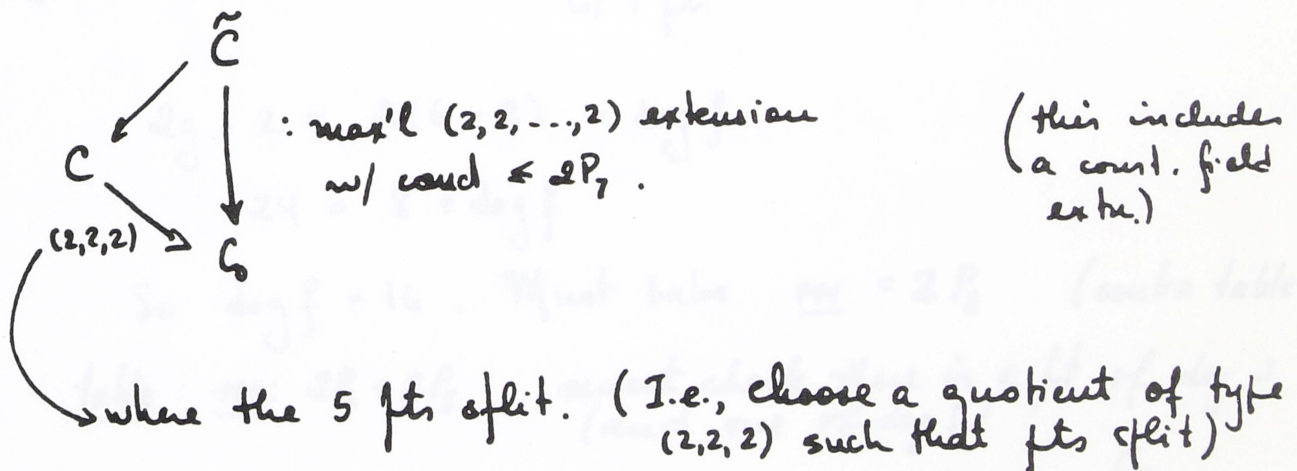 C̃
: max'l (2,2,...,2) extension
w/ cond ≤ 2P₇ .
(this includes
a const. field
extn.)
C
(2,2,2)
C₀
where the 5 pts split. (I.e., choose a quotient of type
(2,2,2) such that pts split)